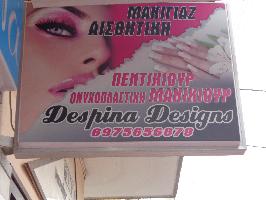 ΜΑΚΙΓΙΑΖ
ΑΙΣΘΗΤΙΚΗ
ΠΕΝΤΙΚΙΟΥΡ
ΟΝΥΧΟΠΛΑΣΤΙΚΗ ΜΑΝΙΚΙΟΥΡ
Despina Designs
6975656878